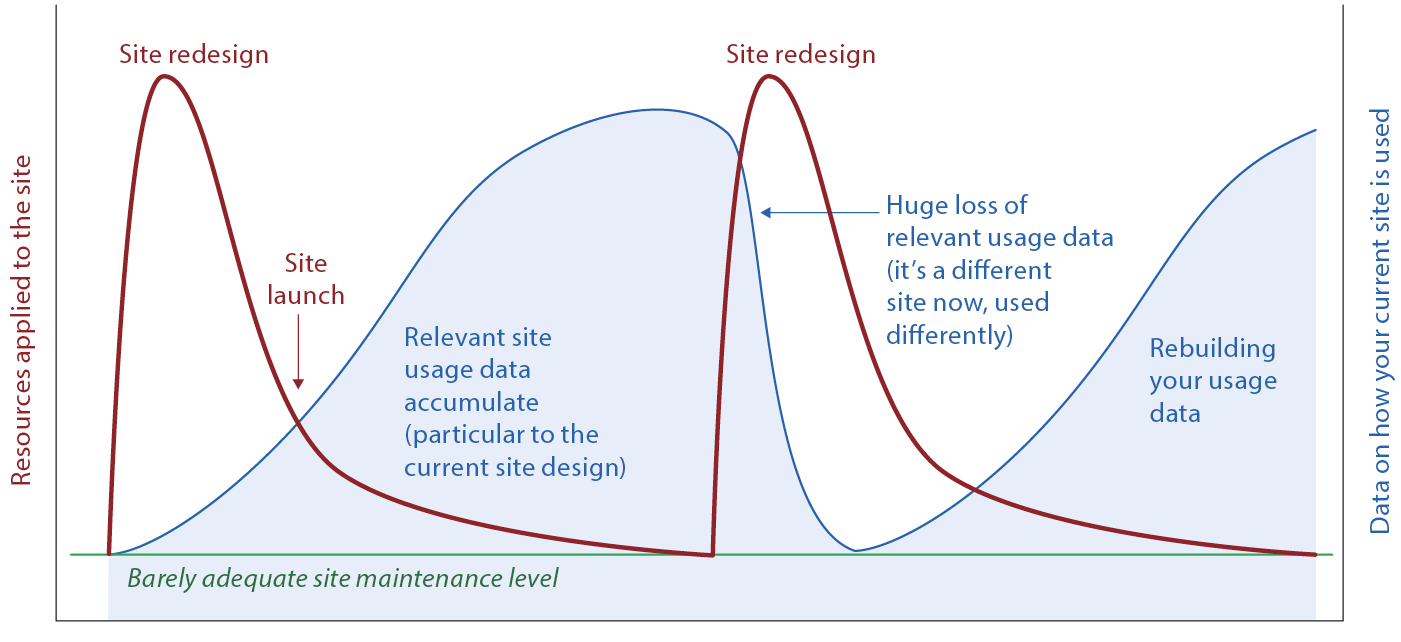 Site redesign
Site redesign
Resources applied to the site
Data on how your current site is used
Site
launch
Huge loss of
relevant usage data
(it’s a different
site now, used
differently)
Relevant site
usage data
accumulate
(particular to the
current site design)
Rebuilding
your usage
data
Barely adequate site maintenance level